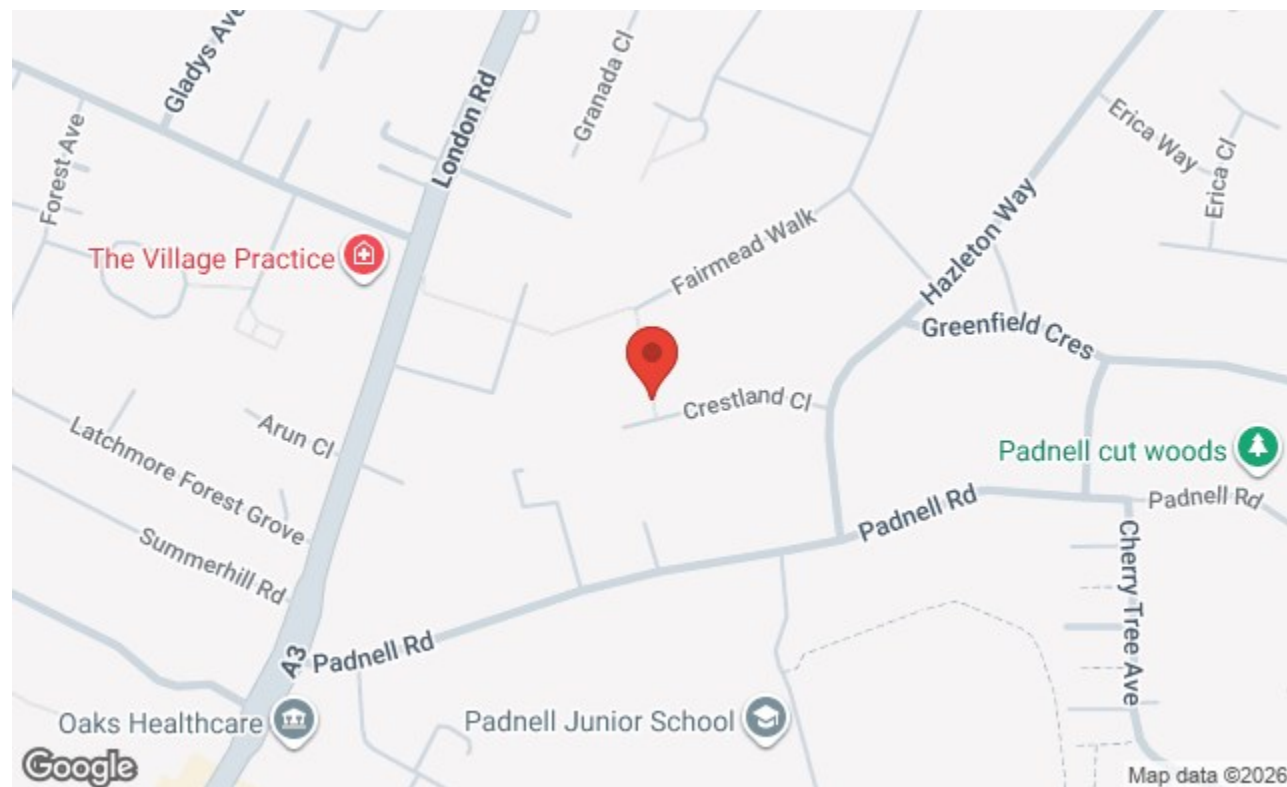 Gladys Ave
London Rd
Granada Cl
Forest Ave
Erica Way
Erica Cl
The Village Practice
Fairmead Walk
Hazleton Way
Greenfield Cres
Crestland Cl
Arun Cl
Latchmore Forest Grove
Padnell cut woods
Summerhill Rd
Padnell Rd
Padnell Rd
Cherry Tree Ave
A3
Padnell Rd
Oaks Healthcare
Padnell Junior School
Google
Map data ©2026